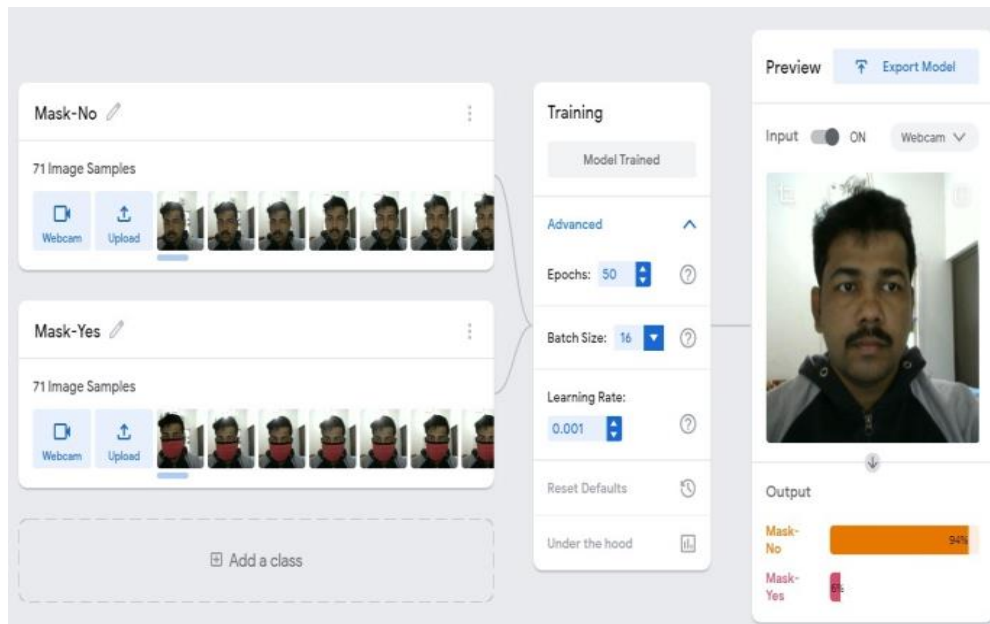 Mask-No
71 Image Samples
Webcam
Upload
Mask-Yes
71 Image Samples
Webcam
Upload
Add a class
Training
Model Trained
Advanced
Epochs: 50
Batch Size: 16
Learning Rate:
0.001
Reset Defaults
Under the hood
Preview
Export Model
Input ON Webcam
Output
Mask-
No
94%
Mask-
Yes
6%